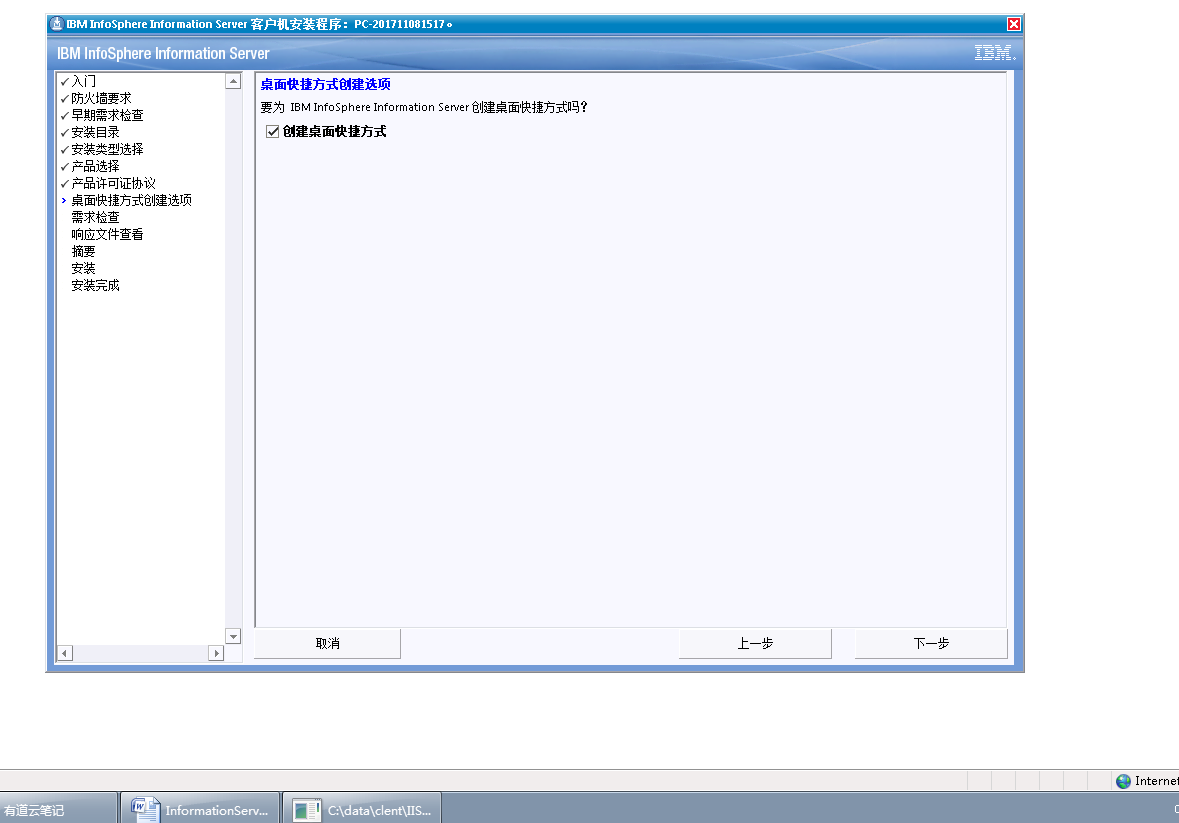 IBM InfoSphere Information Server 客户机安装程序：PC-201711081517。
IBM InfoSphere Information Server
IBM.
入门
防火墙要求
早期需求检查
安装目录
安装类型选择
产品选择
产品许可证协议
桌面快捷方式创建选项
需求检查
响应文件查看
摘要
安装
安装完成
桌面快捷方式创建选项
要为 IBM InfoSphere Information Server 创建桌面快捷方式吗？
创建桌面快捷方式
取消
上一步
下一步
Internet
有道云笔记
InformationServ...
C:\data\clent\IIS...